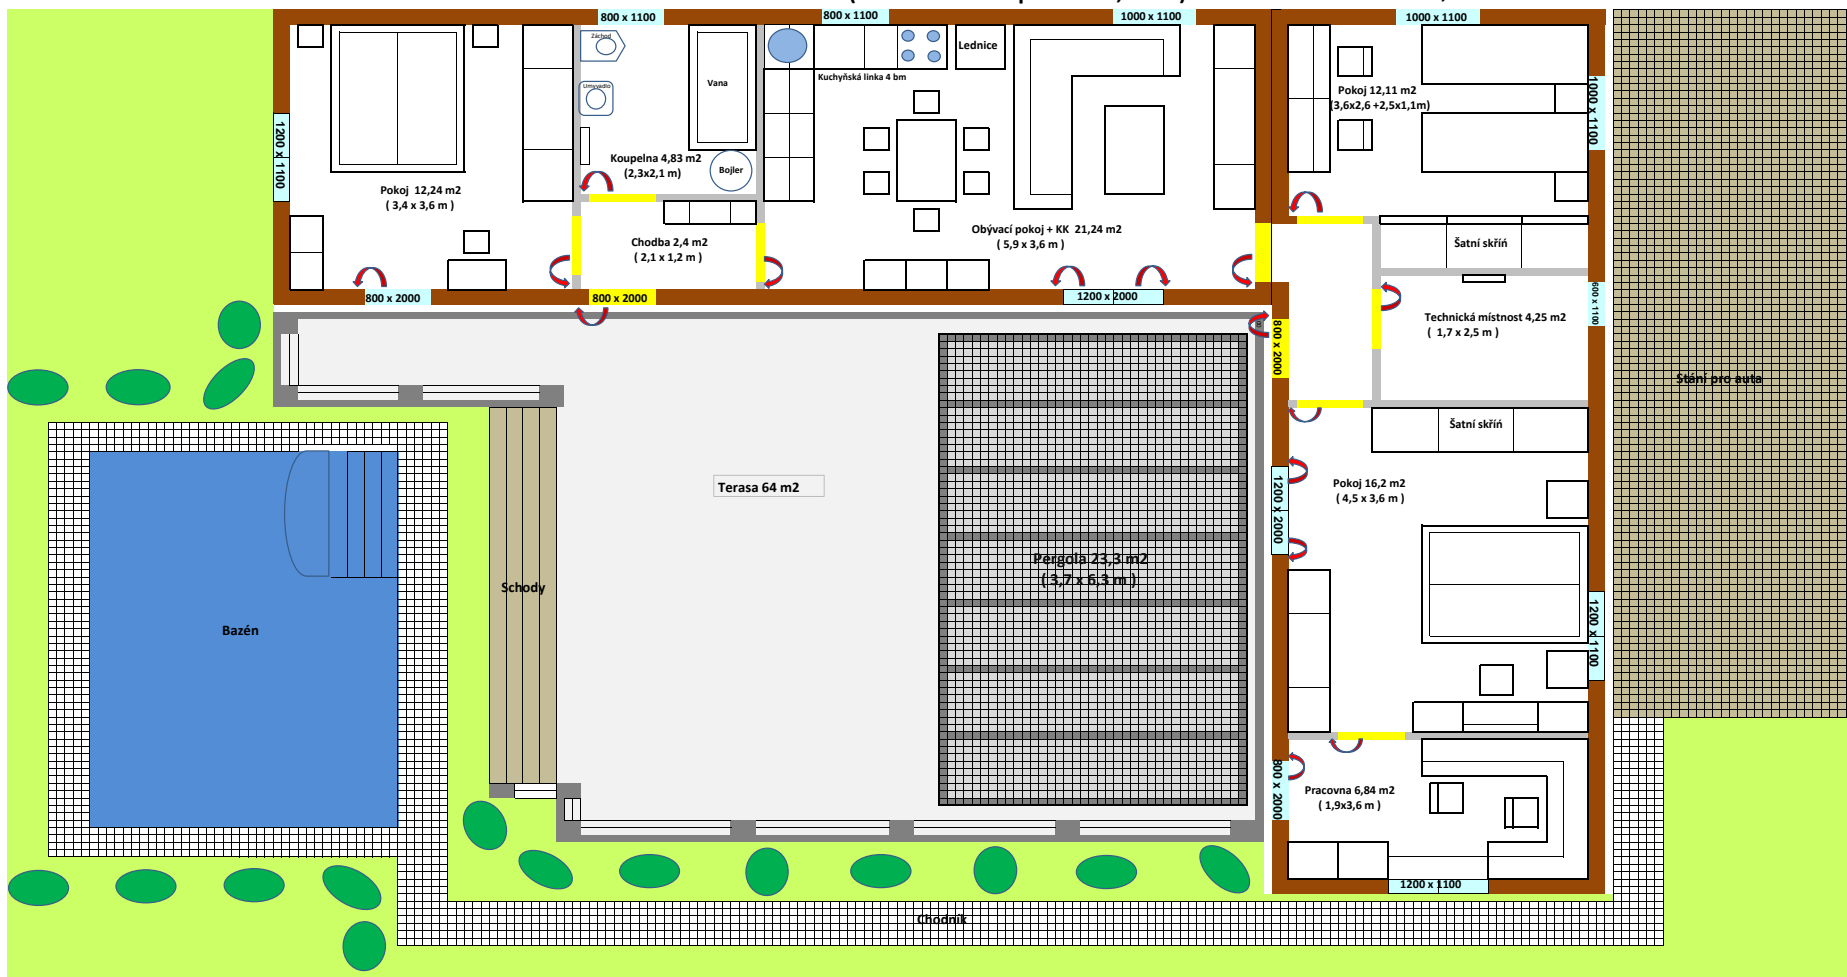 800 x 1100
800 x 1100
1000 x 1100
1000 x 1100
Záchod
Umyvadlo
Vana
Lednice
Kuchyňská linka 4 bm
Koupelna 4,83 m2
(2,3x2,1 m)
Bojler
1200 x 1100
Pokoj 12,24 m2
( 3,4 x 3,6 m )
Chodba 2,4 m2
( 2,1 x 1,2 m )
Obývací pokoj + KK 21,24 m2
( 5,9 x 3,6 m )
Pokoj 12,11 m2
(3,6x2,6 +2,5x1,1m)
1000 x 1100
Šatní skříň
800 x 2000
800 x 2000
1200 x 2000
600 x 1100
Technická místnost 4,25 m2
( 1,7 x 2,5 m )
800 x 2000
Stání pro auta
Šatní skříň
Terasa 64 m2
1200 x 2000
Pokoj 16,2 m2
( 4,5 x 3,6 m )
Pergola 23,3 m2
( 3,7 x 6,3 m )
Schody
Bazén
1200 x 1100
800 x 2000
Pracovna 6,84 m2
( 1,9x3,6 m )
1200 x 1100
Chodník